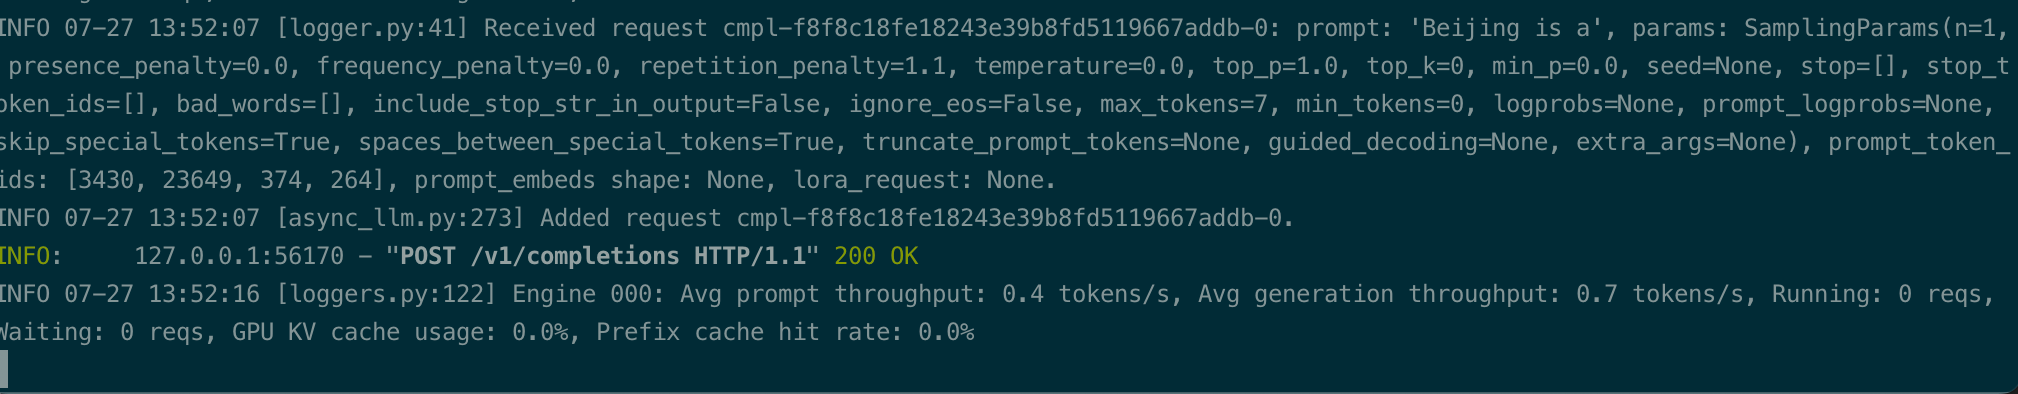 INFO 07-27 13:52:07 [logger.py:41] Received request cmpl-f8f8c18fe18243e39b8fd5119667addb-0: prompt: 'Beijing is a', params: SamplingParams(n=1,
presence_penalty=0.0, frequency_penalty=0.0, repetition_penalty=1.1, temperature=0.0, top_p=1.0, top_k=0, min_p=0.0, seed=None, stop=[], stop_t
oken_ids=[], bad_words=[], include_stop_str_in_output=False, ignore_eos=False, max_tokens=7, min_tokens=0, logprobs=None, prompt_logprobs=None,
skip_special_tokens=True, spaces_between_special_tokens=True, truncate_prompt_tokens=None, guided_decoding=None, extra_args=None), prompt_token_
ids: [3430, 23649, 374, 264], prompt_embeds shape: None, lora_request: None.
INFO 07-27 13:52:07 [async_llm.py:273] Added request cmpl-f8f8c18fe18243e39b8fd5119667addb-0.
INFO:     127.0.0.1:56170 - "POST /v1/completions HTTP/1.1" 200 OK
INFO 07-27 13:52:16 [loggers.py:122] Engine 000: Avg prompt throughput: 0.4 tokens/s, Avg generation throughput: 0.7 tokens/s, Running: 0 reqs,
Waiting: 0 reqs, GPU KV cache usage: 0.0%, Prefix cache hit rate: 0.0%